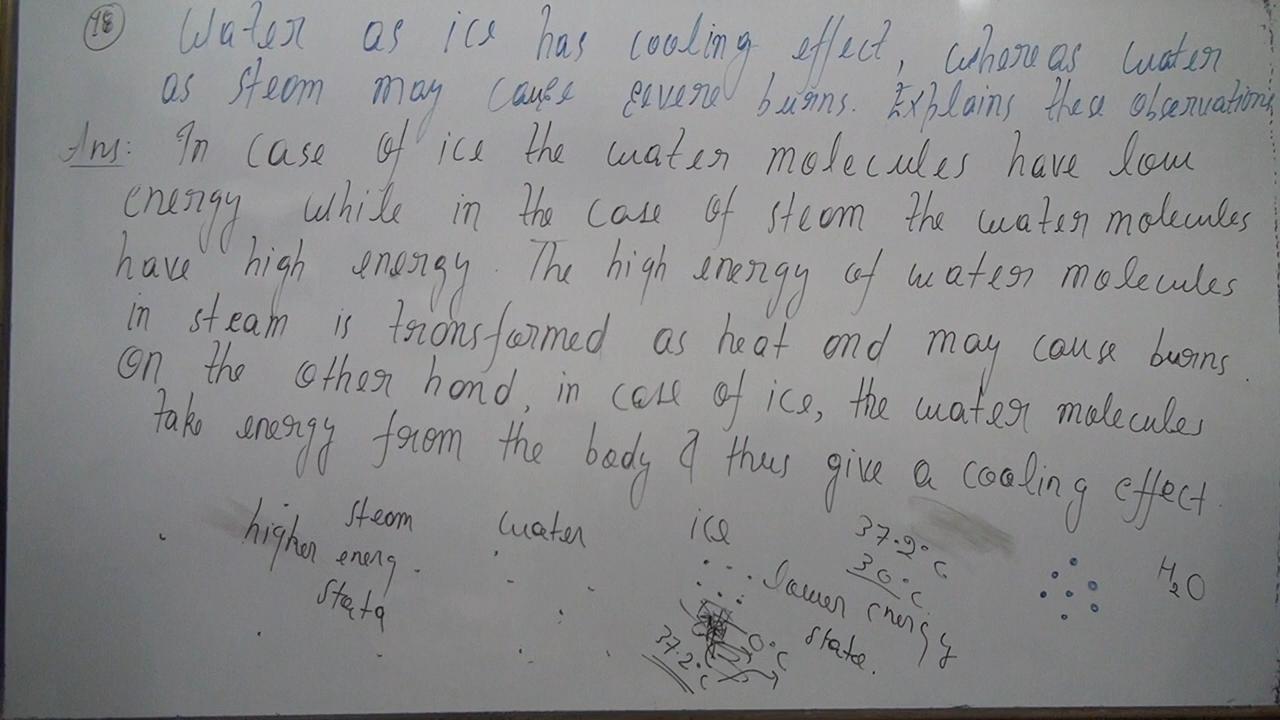 18 Water as ice has cooling effect, whereas water
as steam may cause severe burns. Explains these observations
Ans: In case of ice the water molecules have low
energy while in the case of steam the water molecules
have high energy. The high energy of water molecules
in steam is transformed as heat and may cause burns.
On the other hand, in case of ice, the water molecules
take energy from the body & thus give a cooling effect.
steam water ice 37.2°C
higher energ. 30°C H2O
stata lower energy
state.
0°C
37.2°C